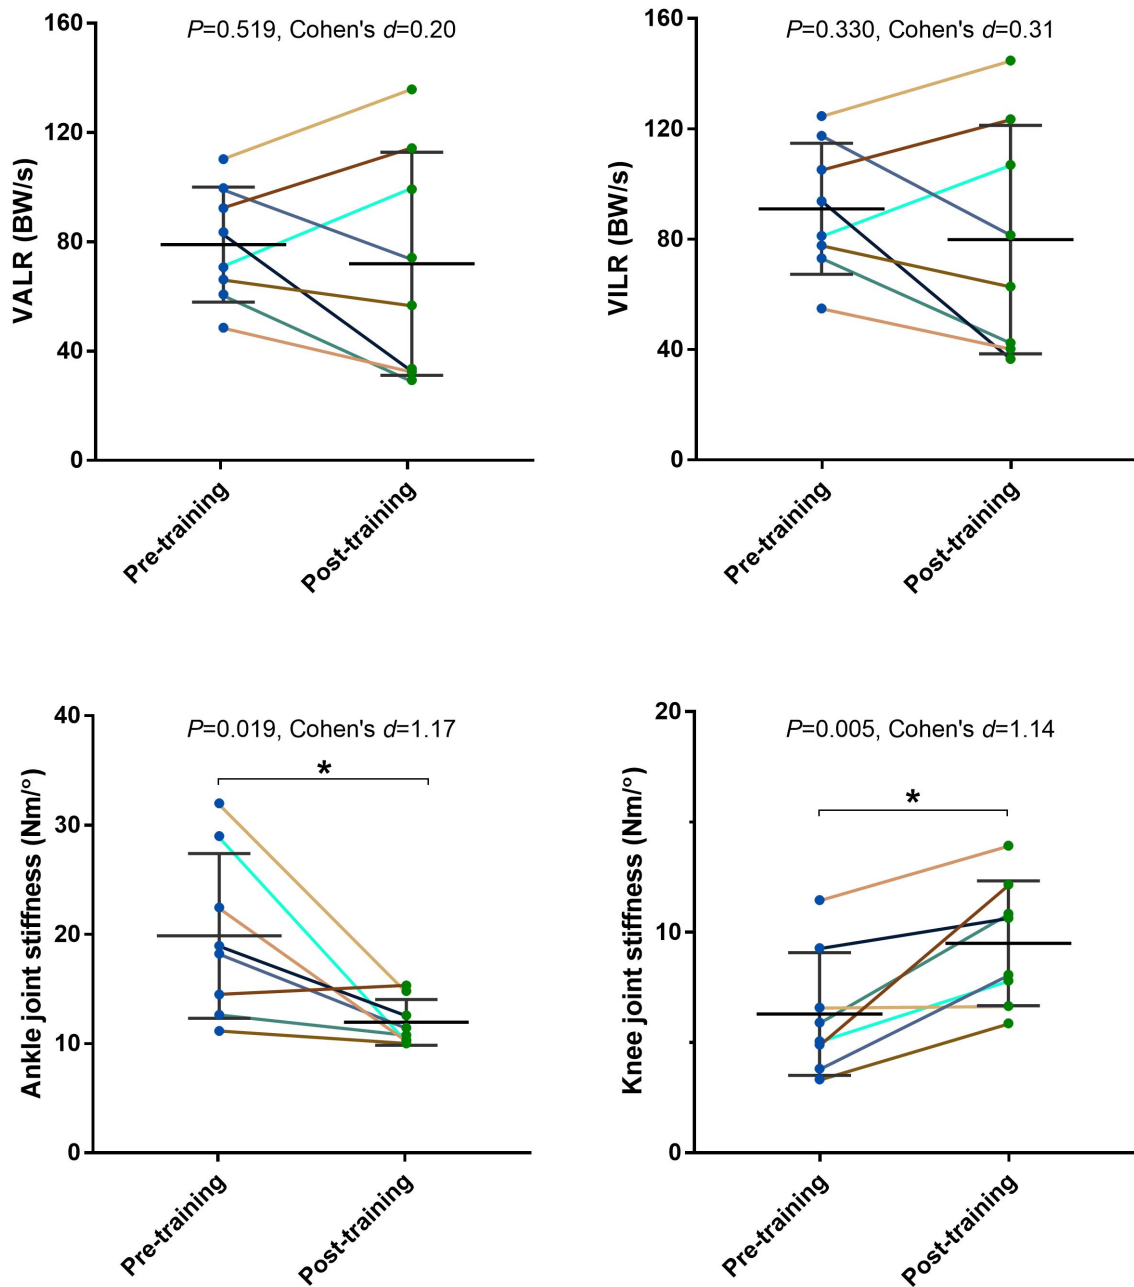 P=0.519, Cohen's d=0.20
VALR (BW/s)
160
120
80
40
0
Pre-training
Post-training
P=0.330, Cohen's d=0.31
VILR (BW/s)
160
120
80
40
0
Pre-training
Post-training
P=0.019, Cohen's d=1.17
*
Ankle joint stiffness (Nm/°)
40
30
20
10
0
Pre-training
Post-training
P=0.005, Cohen's d=1.14
*
Knee joint stiffness (Nm/°)
20
10
0
Pre-training
Post-training